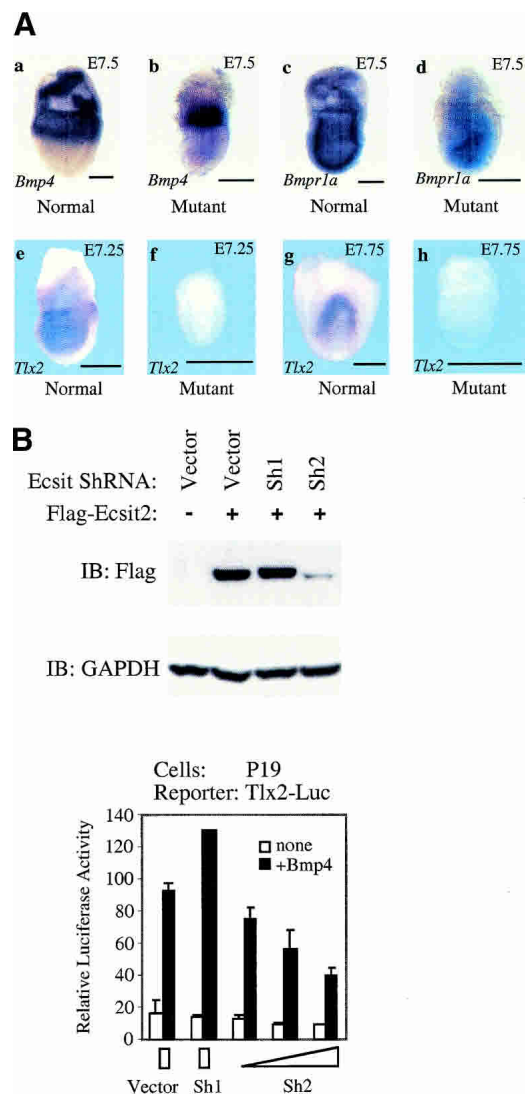 A
a E7.5 b E7.5 c E7.5 d E7.5
Bmp4 Bmp4 Bmpr1a Bmpr1a
Normal Mutant Normal Mutant
e E7.25 f E7.25 g E7.75 h E7.75
Tlx2 Tlx2 Tlx2 Tlx2
Normal Mutant Normal Mutant
B
Ecsit ShRNA: Vector Vector Sh1 Sh2
Flag-Ecsit2: - + + +
IB: Flag
IB: GAPDH
Cells: P19
Reporter: Tlx2-Luc
Relative Luciferase Activity
140
120
100
80
60
40
20
0
none
+Bmp4
Vector Sh1 Sh2